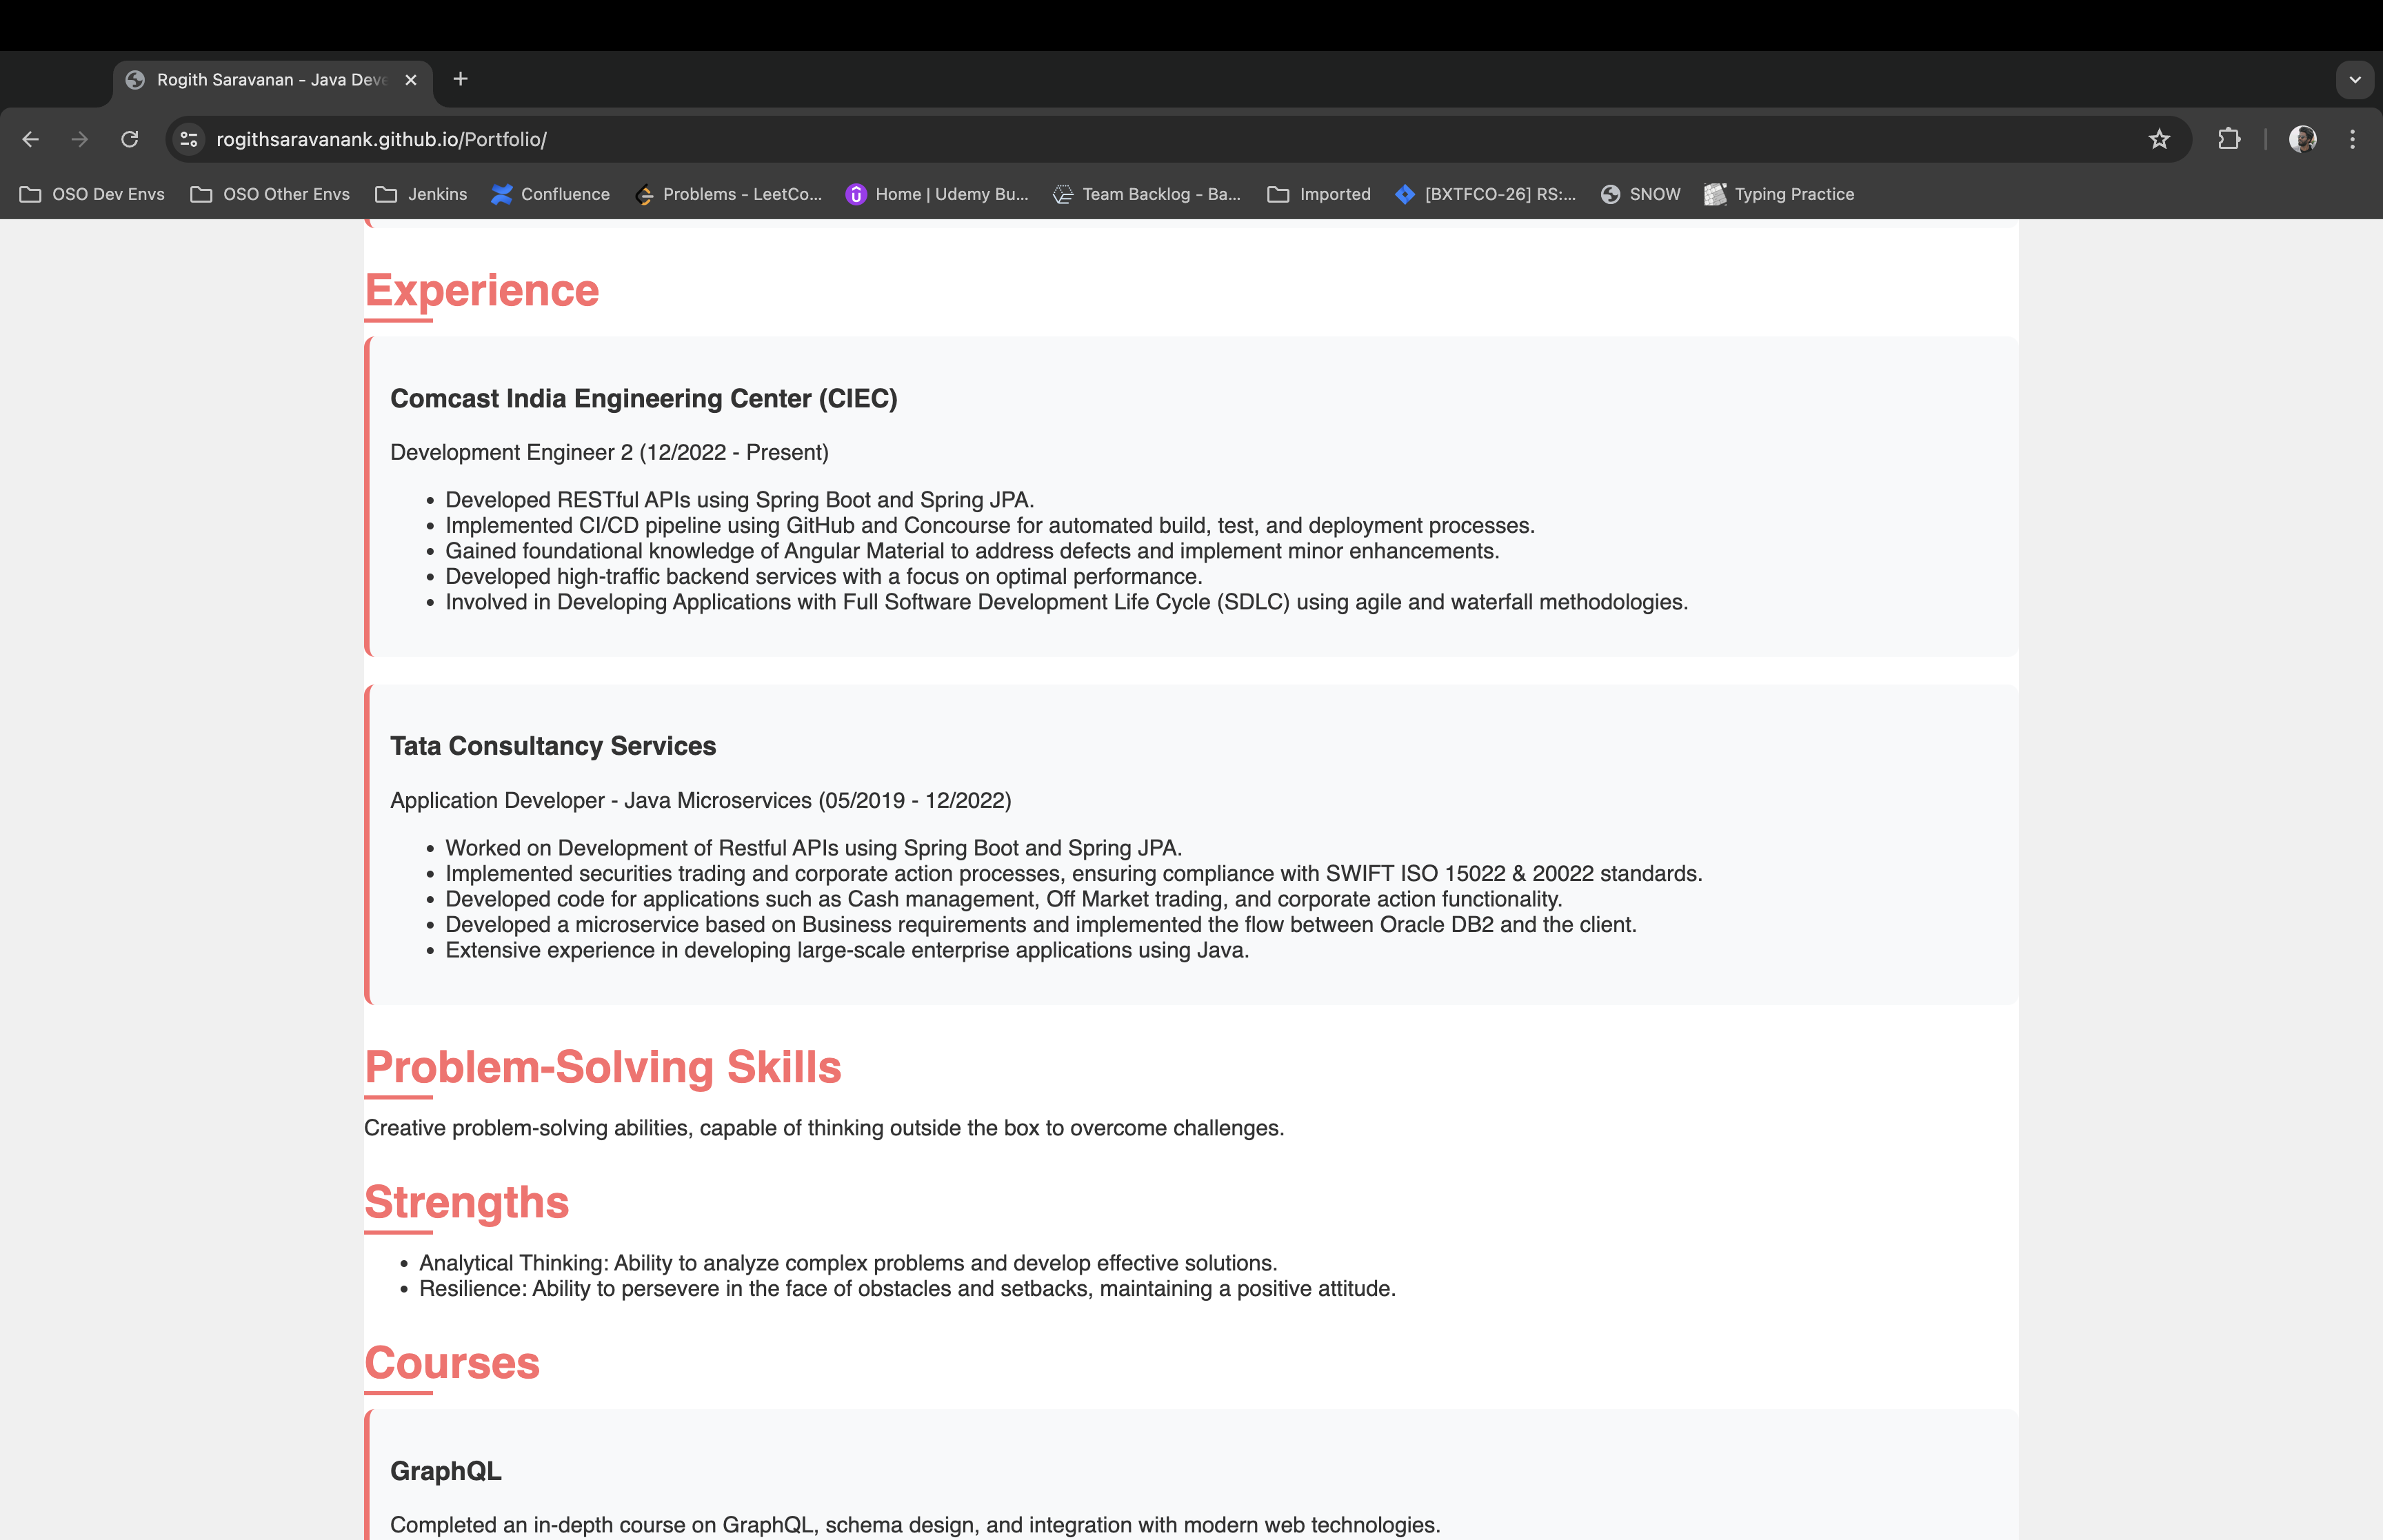 Rogith Saravanan - Java Deve
rogithsaravanank.github.io/Portfolio/
OSO Dev Envs
OSO Other Envs
Jenkins
Confluence
Problems - LeetCo...
Home | Udemy Bu...
Team Backlog - Ba...
Imported
[BXTFCO-26] RS:...
SNOW
Typing Practice
Experience
Comcast India Engineering Center (CIEC)
Development Engineer 2 (12/2022 - Present)
• Developed RESTful APIs using Spring Boot and Spring JPA.
• Implemented CI/CD pipeline using GitHub and Concourse for automated build, test, and deployment processes.
• Gained foundational knowledge of Angular Material to address defects and implement minor enhancements.
• Developed high-traffic backend services with a focus on optimal performance.
• Involved in Developing Applications with Full Software Development Life Cycle (SDLC) using agile and waterfall methodologies.
Tata Consultancy Services
Application Developer - Java Microservices (05/2019 - 12/2022)
• Worked on Development of Restful APIs using Spring Boot and Spring JPA.
• Implemented securities trading and corporate action processes, ensuring compliance with SWIFT ISO 15022 & 20022 standards.
• Developed code for applications such as Cash management, Off Market trading, and corporate action functionality.
• Developed a microservice based on Business requirements and implemented the flow between Oracle DB2 and the client.
• Extensive experience in developing large-scale enterprise applications using Java.
Problem-Solving Skills
Creative problem-solving abilities, capable of thinking outside the box to overcome challenges.
Strengths
• Analytical Thinking: Ability to analyze complex problems and develop effective solutions.
• Resilience: Ability to persevere in the face of obstacles and setbacks, maintaining a positive attitude.
Courses
GraphQL
Completed an in-depth course on GraphQL, schema design, and integration with modern web technologies.